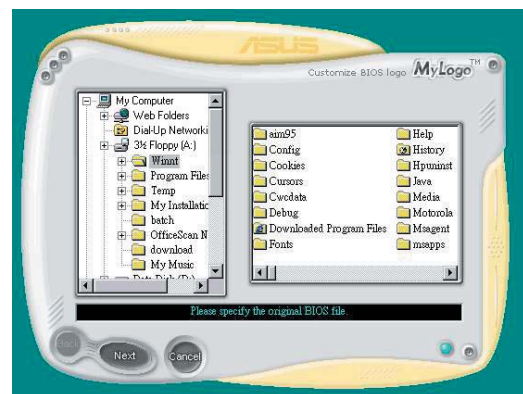 ASUS
Customize BIOS logo MyLogo™
My Computer
Web Folders
Dial-Up Networki
3½ Floppy (A:)
Winnt
Program Files
Temp
My Installatic
batch
OfficeScan N
download
My Music
Data Disk (D:)
aim95
Config
Cookies
Cursors
Cwcdata
Debug
Downloaded Program Files
Fonts
Help
History
Hpuninst
Java
Media
Motorola
Msagent
msapps
Please specify the original BIOS file.
Back
Next
Cancel